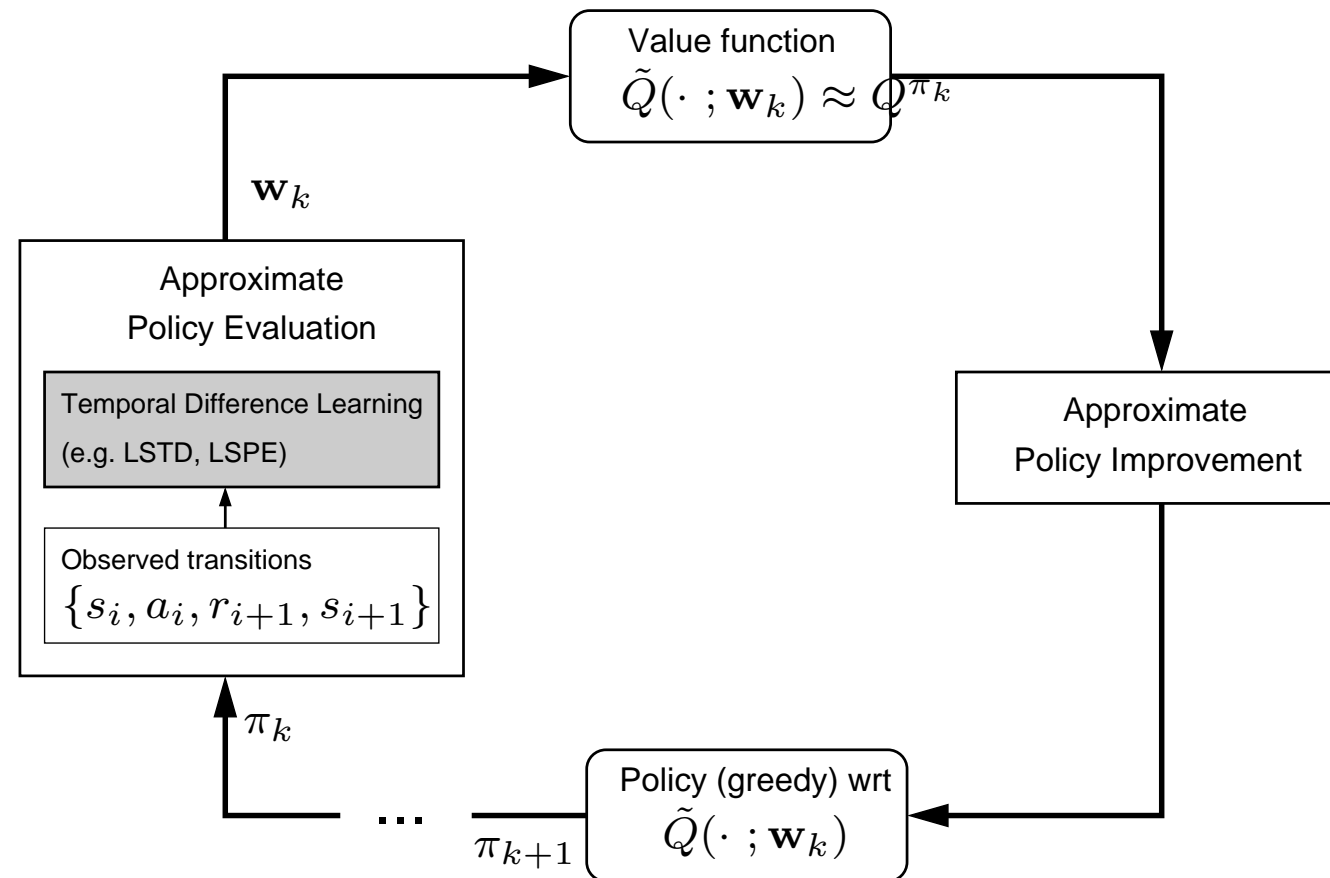 Value function
Q̃(· ; w_k) ≈ Q^{π_k}
w_k
Approximate
Policy Evaluation
Temporal Difference Learning
(e.g. LSTD, LSPE)
Observed transitions
{s_i, a_i, r_{i+1}, s_{i+1}}
Approximate
Policy Improvement
π_k
...
π_{k+1}
Policy (greedy) wrt
Q̃(· ; w_k)